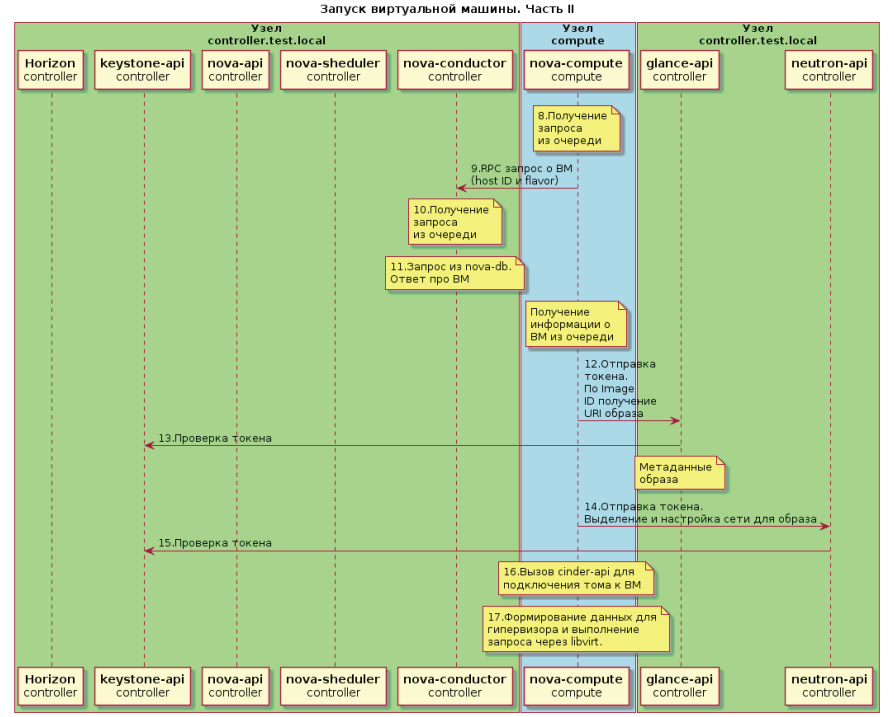 Запуск виртуальной машины. Часть II
Узел
controller.test.local
Узел
compute
Узел
controller.test.local
Horizon
controller
keystone-api
controller
nova-api
controller
nova-sheduler
controller
nova-conductor
controller
nova-compute
compute
glance-api
controller
neutron-api
controller
8.Получение
запроса
из очереди
9.RPC запрос о ВМ
(host ID и flavor)
10.Получение
запроса
из очереди
11.Запрос из nova-db.
Ответ про ВМ
Получение
информации о
ВМ из очереди
12.Отправка
токена.
По Image
ID получение
URI образа
13.Проверка токена
Метаданные
образа
14.Отправка токена.
Выделение и настройка сети для образа
15.Проверка токена
16.Вызов cinder-api для
подключения тома к ВМ
17.Формирование данных для
гипервизора и выполнение
запроса через libvirt.
Horizon
controller
keystone-api
controller
nova-api
controller
nova-sheduler
controller
nova-conductor
controller
nova-compute
compute
glance-api
controller
neutron-api
controller